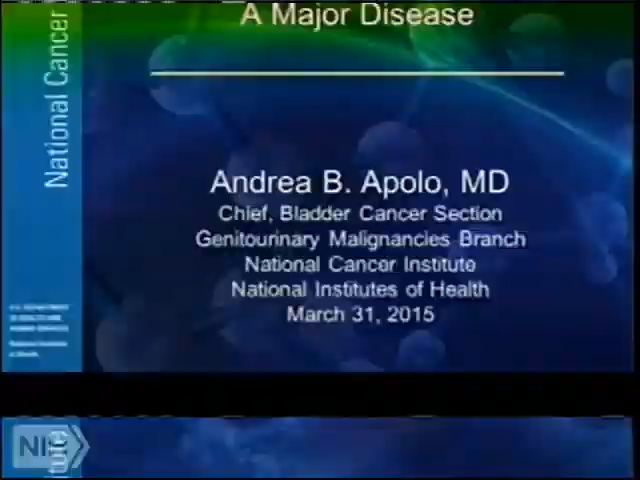 A Major Disease
National Cancer
Andrea B. Apolo, MD
Chief, Bladder Cancer Section
Genitourinary Malignancies Branch
National Cancer Institute
National Institutes of Health
March 31, 2015